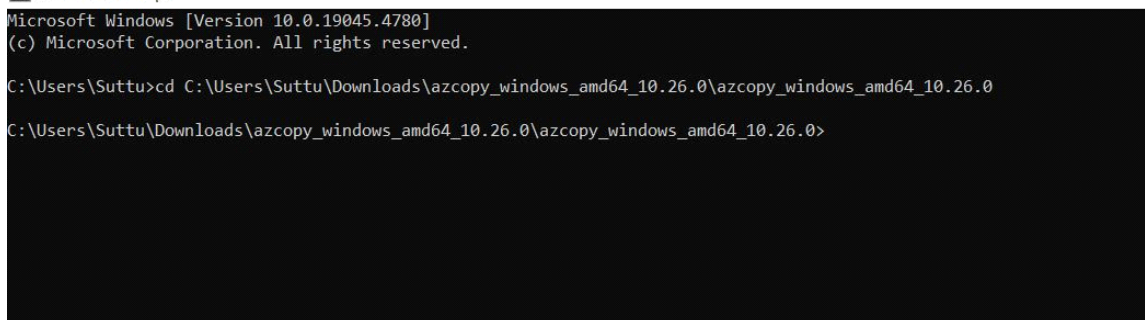 Microsoft Windows [Version 10.0.19045.4780]
(c) Microsoft Corporation. All rights reserved.
C:\Users\Suttu>cd C:\Users\Suttu\Downloads\azcopy_windows_amd64_10.26.0\azcopy_windows_amd64_10.26.0
C:\Users\Suttu\Downloads\azcopy_windows_amd64_10.26.0\azcopy_windows_amd64_10.26.0>